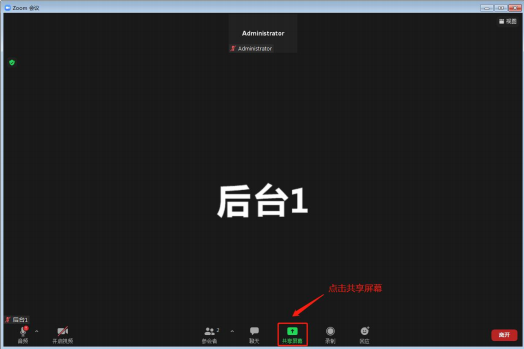 Zoom 会议
Administrator
视图
Administrator
后台1
点击共享屏幕
后台1
音频
开启视频
参会者
2
聊天
共享屏幕
录制
回应
离开